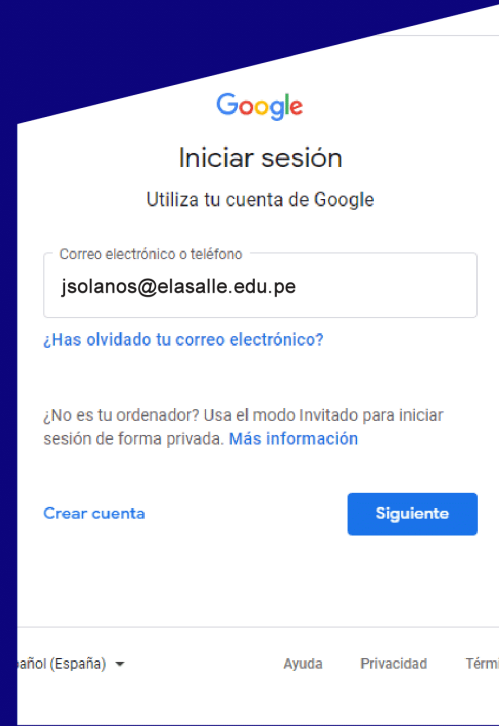 Google
Iniciar sesión
Utiliza tu cuenta de Google
Correo electrónico o teléfono
jsolanos@elasalle.edu.pe
¿Has olvidado tu correo electrónico?
¿No es tu ordenador? Usa el modo Invitado para iniciar
sesión de forma privada. Más información
Crear cuenta Siguiente
añol (España) Ayuda Privacidad Térmi